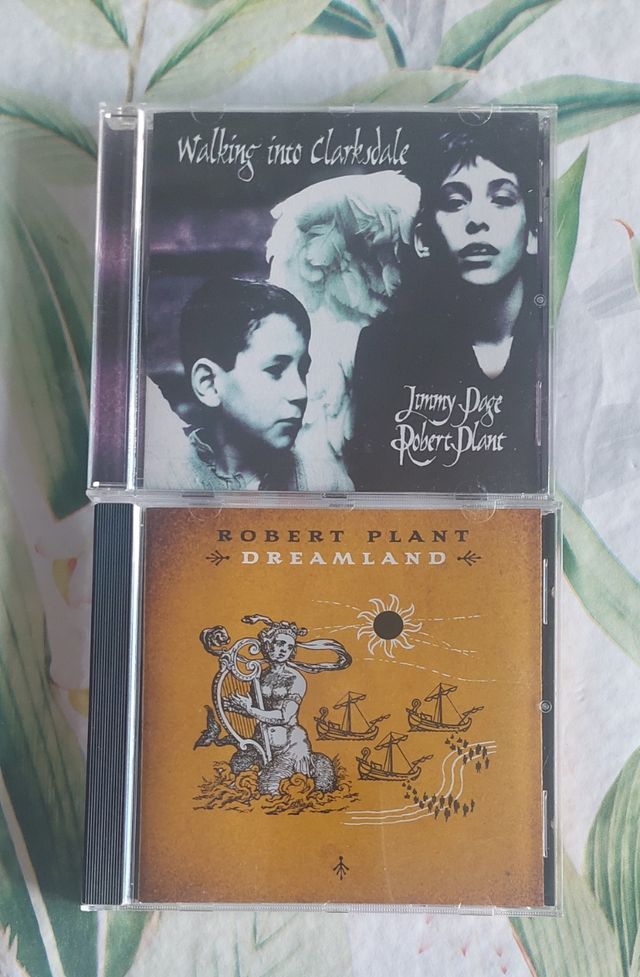 Walking into Clarksdale
Jimmy Page
Robert Plant
ROBERT PLANT
DREAMLAND